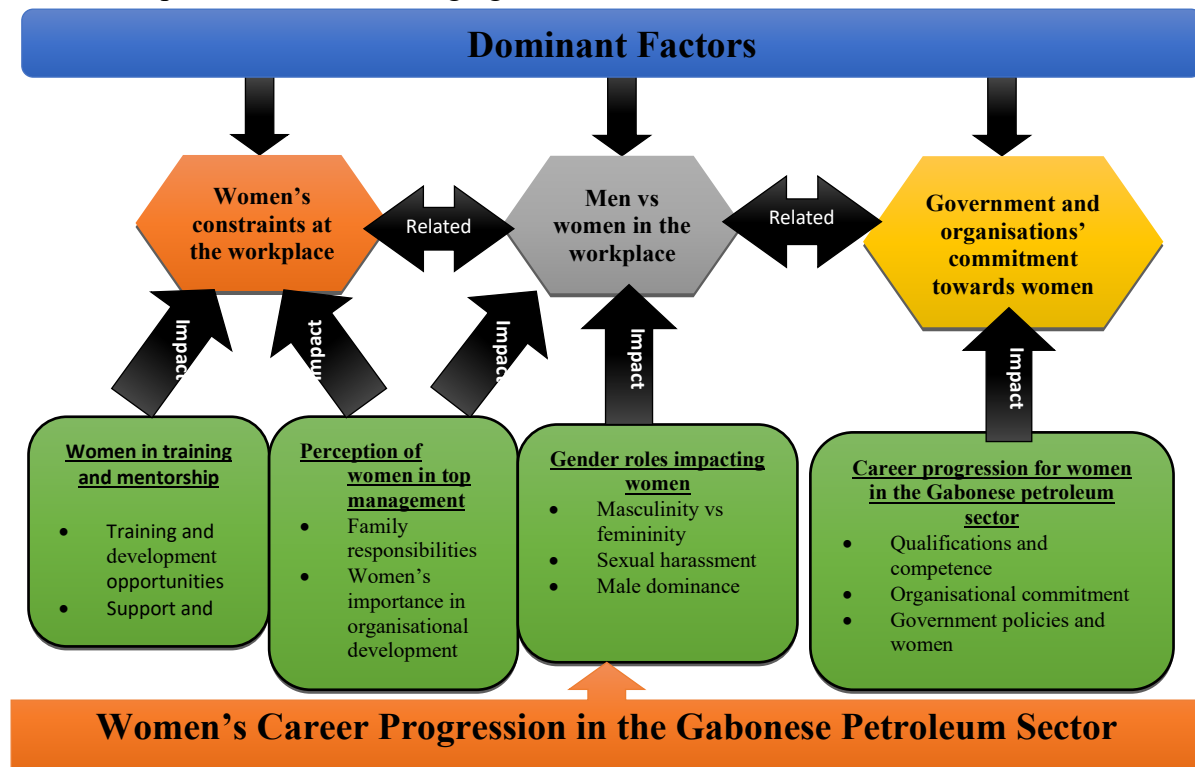 Dominant Factors
Women's
constraints at
the workplace
Related
Men vs
women in the
workplace
Related
Government and
organisations'
commitment
towards women
Impact
Impact
Impact
Impact
Impact
Women in training
and mentorship
• Training and
development
opportunities
• Support and
Perception of
women in top
management
• Family
responsibilities
• Women's
importance in
organisational
development
Gender roles impacting
women
• Masculinity vs
femininity
• Sexual harassment
• Male dominance
Career progression for women
in the Gabonese petroleum
sector
• Qualifications and
competence
• Organisational commitment
• Government policies and
women
Women's Career Progression in the Gabonese Petroleum Sector